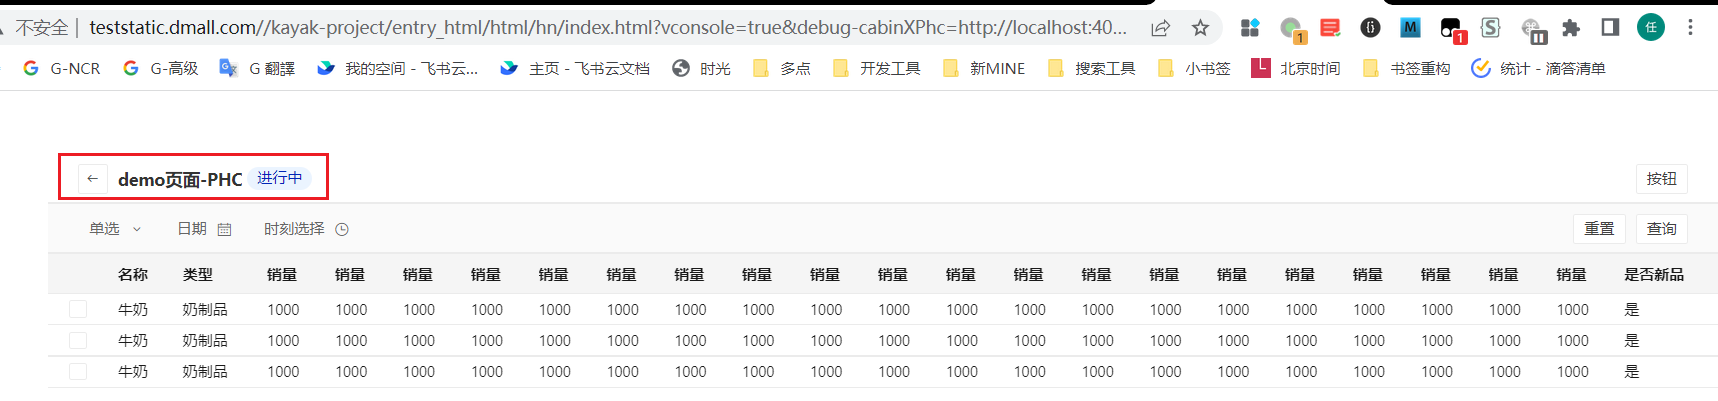 不安全 | teststatic.dmall.com//kayak-project/entry_html/html/hn/index.html?vconsole=true&debug-cabinXPhc=http://localhost:40... 1 {} M 1 S 任
G-NCR G-高级 G 翻譯 我的空间 - 飞书云... 主页 - 飞书云文档 时光 多点 开发工具 新MINE 搜索工具 小书签 北京时间 书签重构 统计 - 滴答清单
← demo页面-PHC 进行中 按钮
单选 日期 时刻选择 重置 查询
名称 类型 销量 销量 销量 销量 销量 销量 销量 销量 销量 销量 销量 销量 销量 销量 销量 销量 销量 销量 销量 销量 是否新品
牛奶 奶制品 1000 1000 1000 1000 1000 1000 1000 1000 1000 1000 1000 1000 1000 1000 1000 1000 1000 1000 1000 1000 是
牛奶 奶制品 1000 1000 1000 1000 1000 1000 1000 1000 1000 1000 1000 1000 1000 1000 1000 1000 1000 1000 1000 1000 是
牛奶 奶制品 1000 1000 1000 1000 1000 1000 1000 1000 1000 1000 1000 1000 1000 1000 1000 1000 1000 1000 1000 1000 是